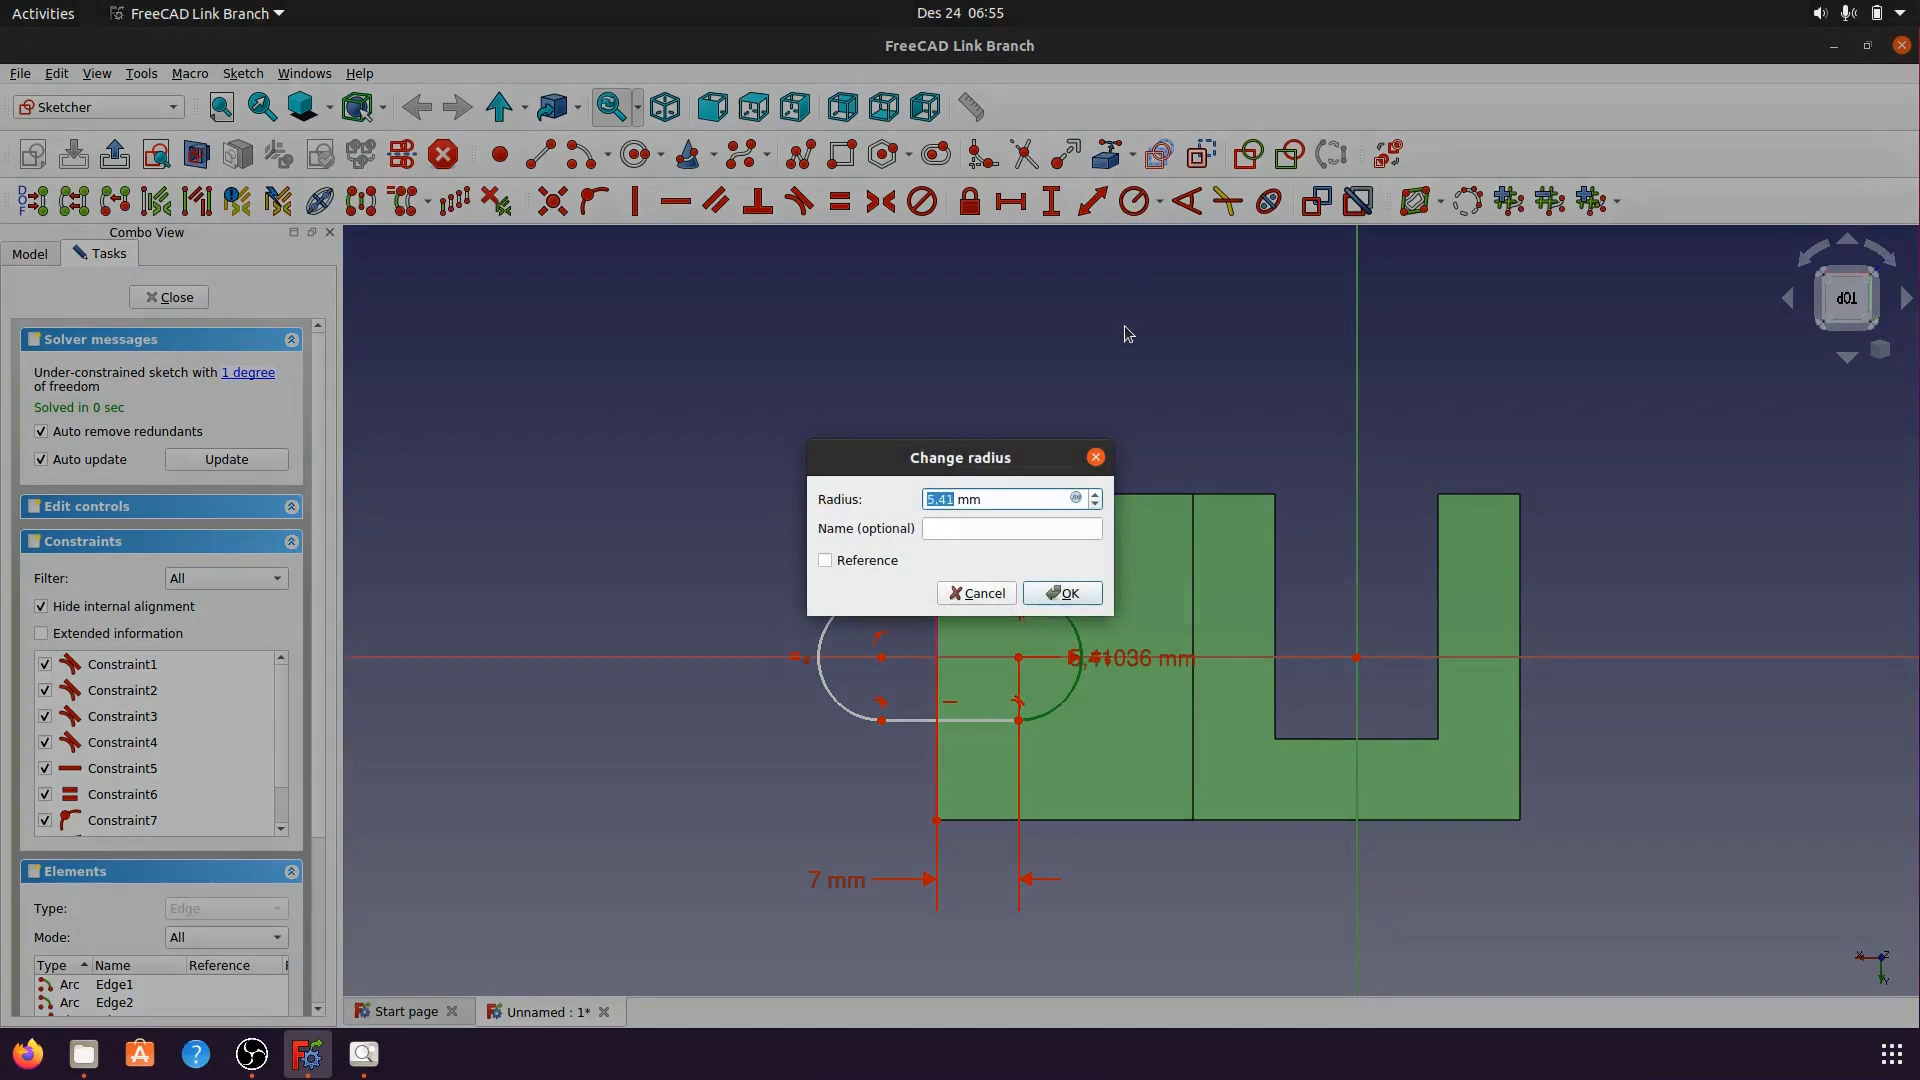 Activities
FreeCAD Link Branch
Des 24 06:55
FreeCAD Link Branch
File Edit View Tools Macro Sketch Windows Help
Sketcher
DOF
Combo View
Model
Tasks
Close
Solver messages
Under-constrained sketch with 1 degree
of freedom
Solved in 0 sec
Auto remove redundants
Auto update
Update
Edit controls
Constraints
Filter:
All
Hide internal alignment
Extended information
Constraint1
Constraint2
Constraint3
Constraint4
Constraint5
Constraint6
Constraint7
Elements
Type:
Edge
Mode:
All
Type Name Reference
Arc Edge1
Arc Edge2
TOP
Change radius
Radius:
5,41 mm
Name (optional)
Reference
Cancel
OK
7 mm
Start page
Unnamed : 1*
X Z
Y